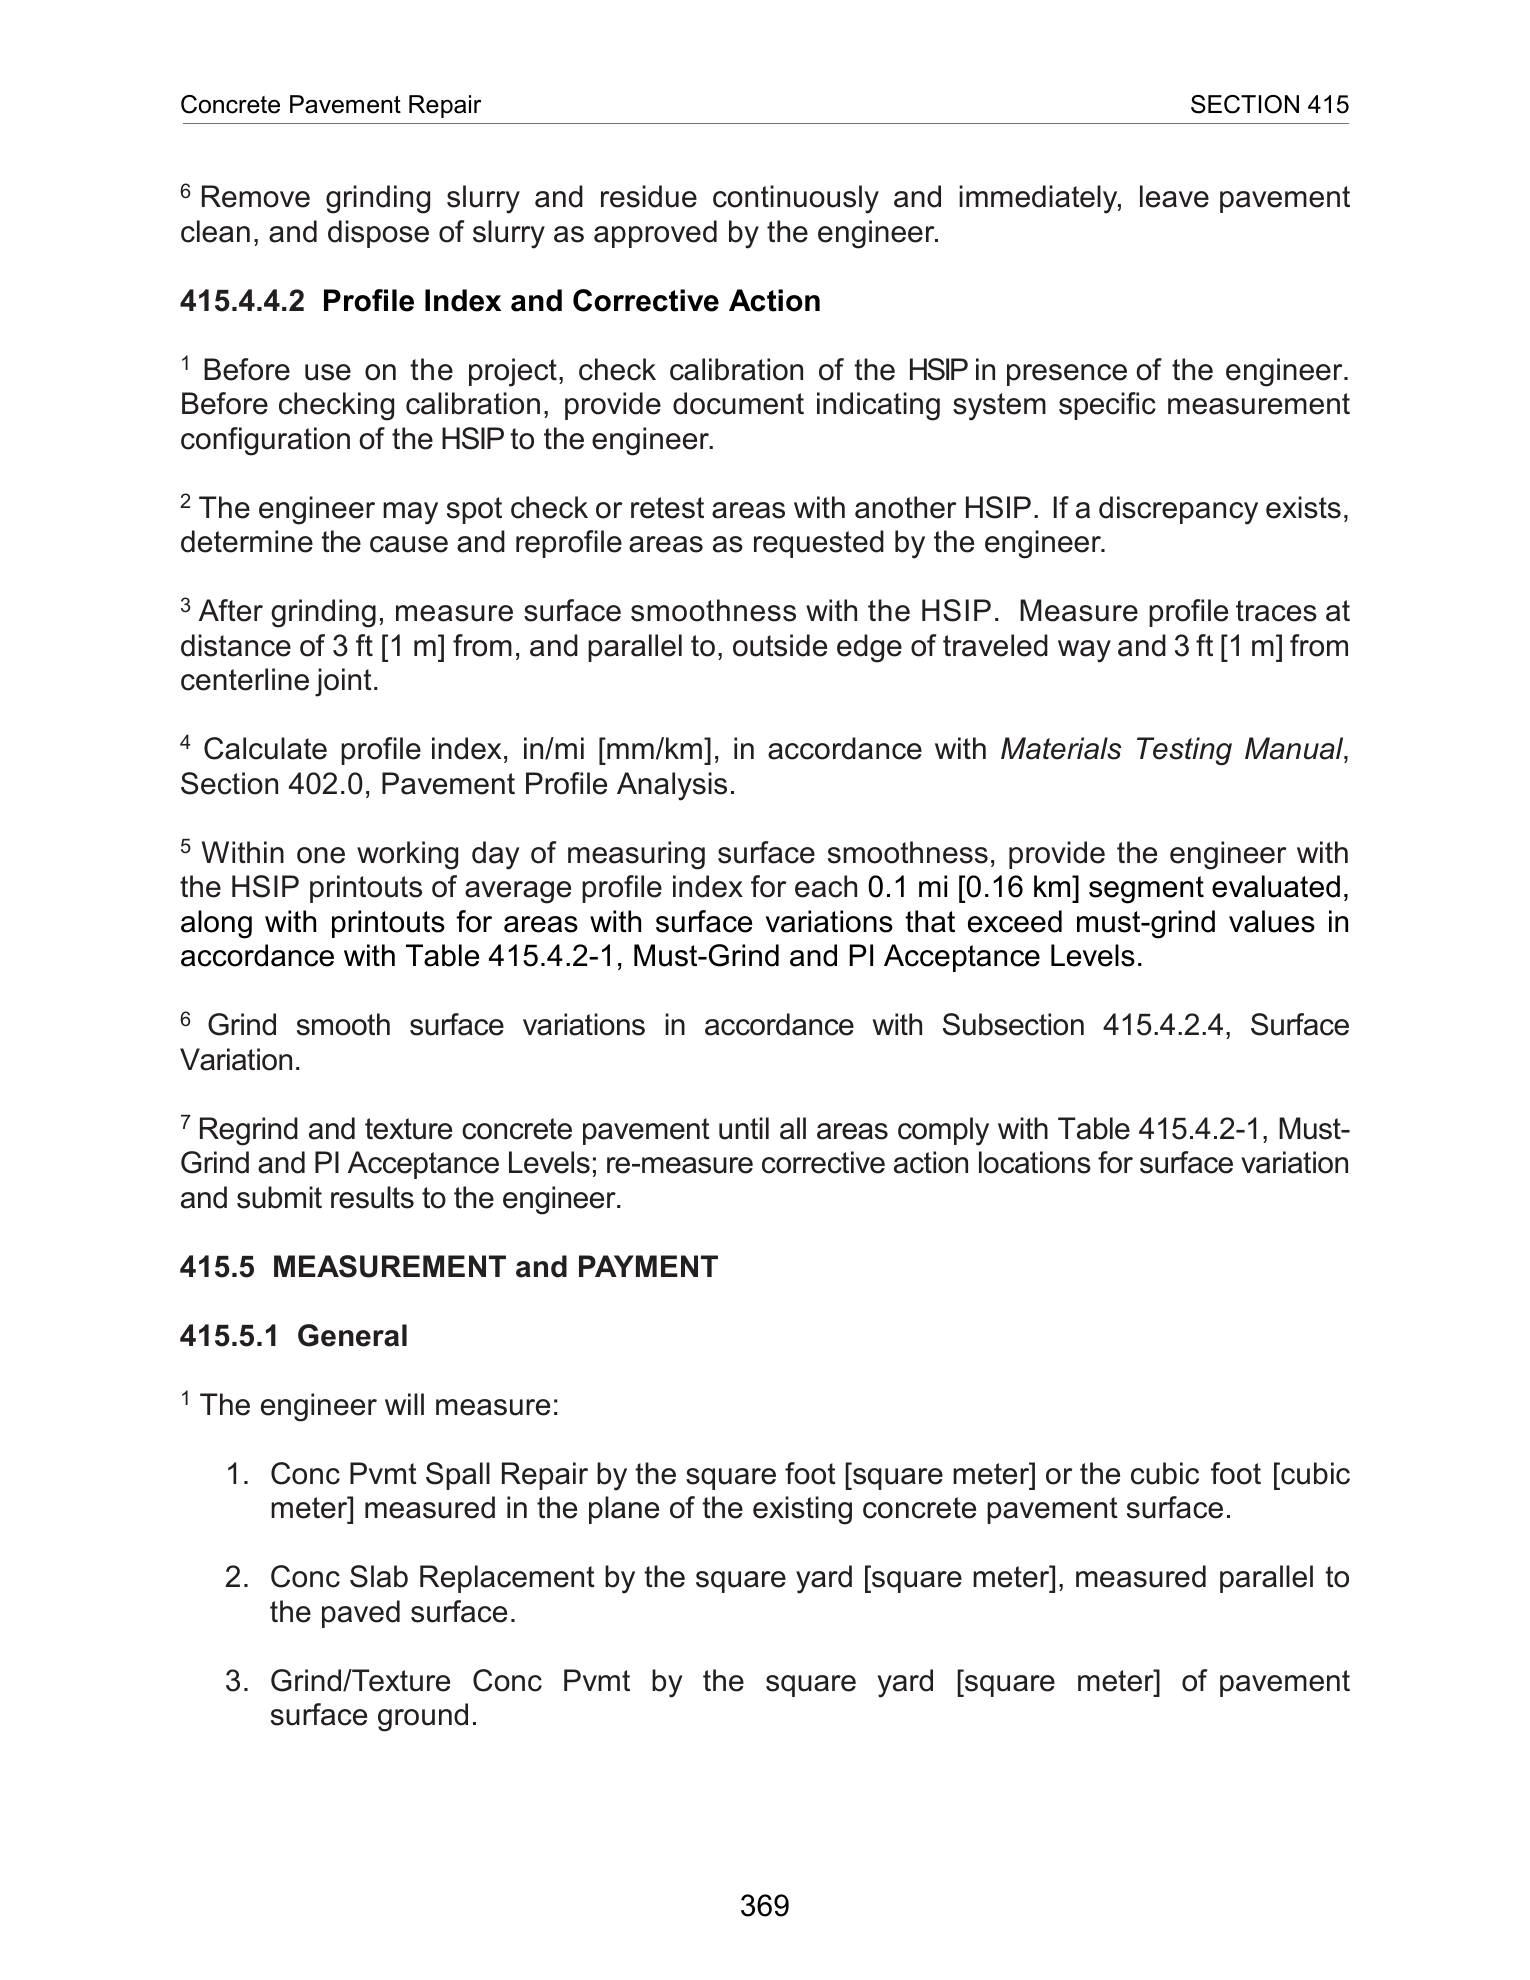 Concrete Pavement Repair SECTION 415
6 Remove grinding slurry and residue continuously and immediately, leave pavement
clean, and dispose of slurry as approved by the engineer.
415.4.4.2 Profile Index and Corrective Action
1 Before use on the project, check calibration of the HSIP in presence of the engineer.
Before checking calibration, provide document indicating system specific measurement
configuration of the HSIP to the engineer.
2 The engineer may spot check or retest areas with another HSIP. If a discrepancy exists,
determine the cause and reprofile areas as requested by the engineer.
3 After grinding, measure surface smoothness with the HSIP. Measure profile traces at
distance of 3 ft [1 m] from, and parallel to, outside edge of traveled way and 3 ft [1 m] from
centerline joint.
4 Calculate profile index, in/mi [mm/km], in accordance with Materials Testing Manual,
Section 402.0, Pavement Profile Analysis.
5 Within one working day of measuring surface smoothness, provide the engineer with
the HSIP printouts of average profile index for each 0.1 mi [0.16 km] segment evaluated,
along with printouts for areas with surface variations that exceed must-grind values in
accordance with Table 415.4.2-1, Must-Grind and PI Acceptance Levels.
6 Grind smooth surface variations in accordance with Subsection 415.4.2.4, Surface
Variation.
7 Regrind and texture concrete pavement until all areas comply with Table 415.4.2-1, Must-
Grind and PI Acceptance Levels; re-measure corrective action locations for surface variation
and submit results to the engineer.
415.5 MEASUREMENT and PAYMENT
415.5.1 General
1 The engineer will measure:
1. Conc Pvmt Spall Repair by the square foot [square meter] or the cubic foot [cubic
meter] measured in the plane of the existing concrete pavement surface.
2. Conc Slab Replacement by the square yard [square meter], measured parallel to
the paved surface.
3. Grind/Texture Conc Pvmt by the square yard [square meter] of pavement
surface ground.
369